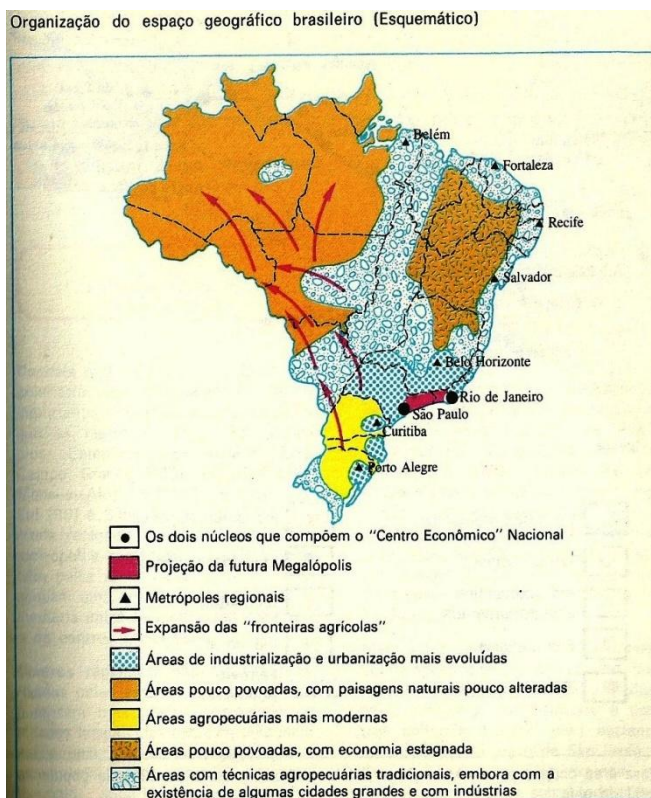 Organização do espaço geográfico brasileiro (Esquemático)
Belém
Fortaleza
Recife
Salvador
Belo Horizonte
Rio de Janeiro
São Paulo
Curitiba
Porto Alegre
Os dois núcleos que compõem o "Centro Econômico" Nacional
Projeção da futura Megalópolis
Metrópoles regionais
Expansão das "fronteiras agrícolas"
Áreas de industrialização e urbanização mais evoluídas
Áreas pouco povoadas, com paisagens naturais pouco alteradas
Áreas agropecuárias mais modernas
Áreas pouco povoadas, com economia estagnada
Áreas com técnicas agropecuárias tradicionais, embora com a
existência de algumas cidades grandes e com indústrias